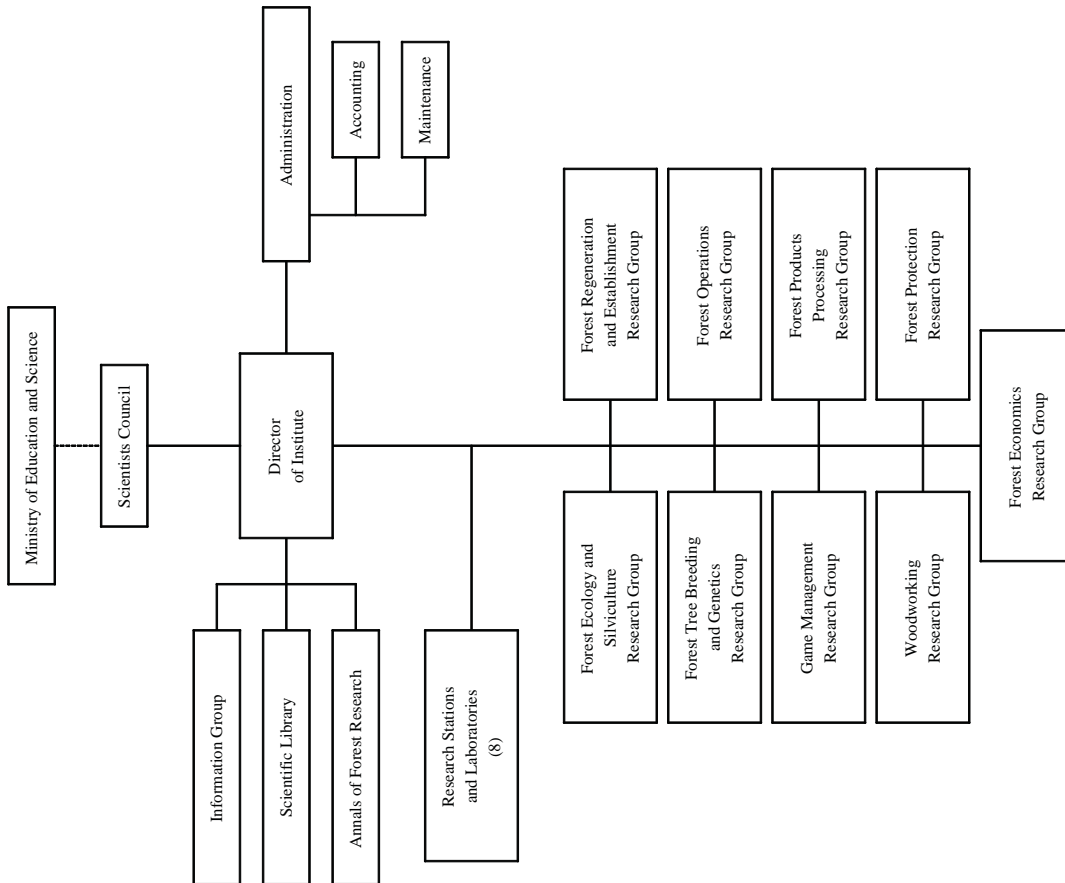 Ministry of Education and Science
Scientists Council
Director
of Institute
Administration
Accounting
Maintenance
Information Group
Scientific Library
Annals of Forest Research
Research Stations
and Laboratories
(8)
Forest Ecology and
Silviculture
Research Group
Forest Regeneration
and Establishment
Research Group
Forest Tree Breeding
and Genetics
Research Group
Forest Operations
Research Group
Game Management
Research Group
Forest Products
Processing
Research Group
Woodworking
Research Group
Forest Protection
Research Group
Forest Economics
Research Group